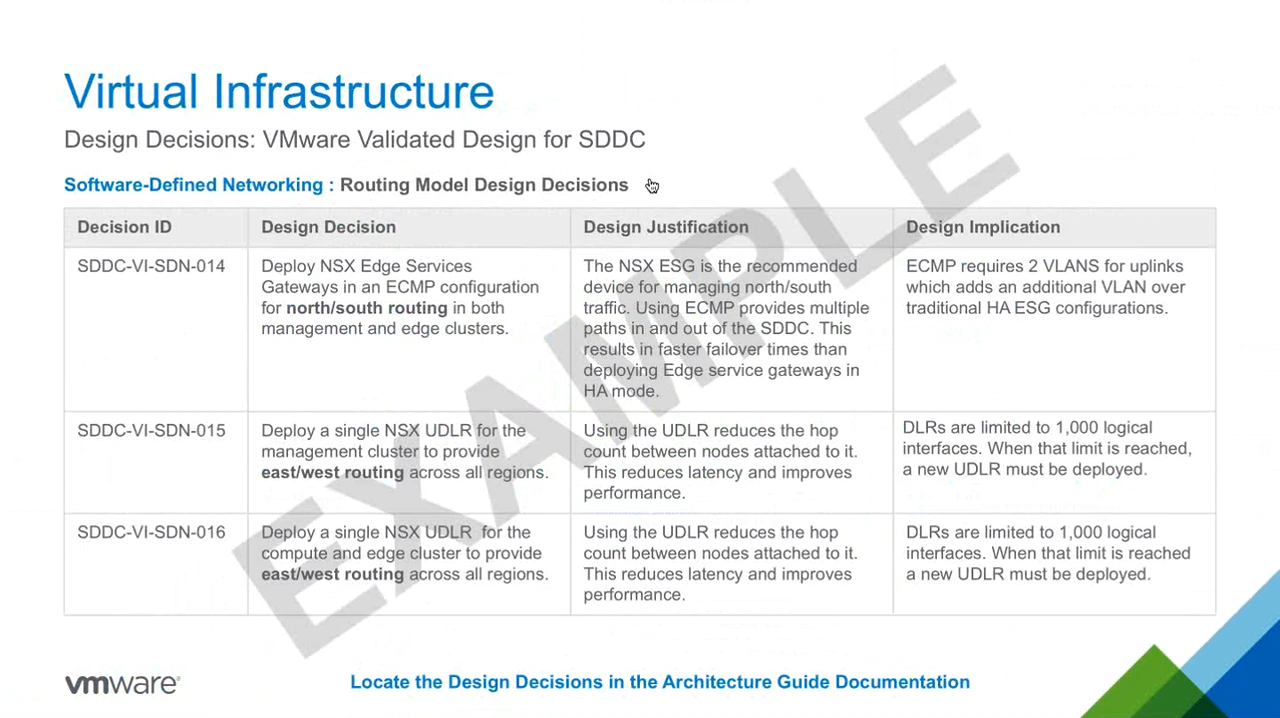 Virtual Infrastructure
Design Decisions: VMware Validated Design for SDDC
Software-Defined Networking : Routing Model Design Decisions
Decision ID
Design Decision
Design Justification
Design Implication
SDDC-VI-SDN-014
Deploy NSX Edge Services
Gateways in an ECMP configuration
for north/south routing in both
management and edge clusters.
The NSX ESG is the recommended
device for managing north/south
traffic. Using ECMP provides multiple
paths in and out of the SDDC. This
results in faster failover times than
deploying Edge service gateways in
HA mode.
ECMP requires 2 VLANS for uplinks
which adds an additional VLAN over
traditional HA ESG configurations.
SDDC-VI-SDN-015
Deploy a single NSX UDLR for the
management cluster to provide
east/west routing across all regions.
Using the UDLR reduces the hop
count between nodes attached to it.
This reduces latency and improves
performance.
DLRs are limited to 1,000 logical
interfaces. When that limit is reached,
a new UDLR must be deployed.
SDDC-VI-SDN-016
Deploy a single NSX UDLR for the
compute and edge cluster to provide
east/west routing across all regions.
Using the UDLR reduces the hop
count between nodes attached to it.
This reduces latency and improves
performance.
DLRs are limited to 1,000 logical
interfaces. When that limit is reached
a new UDLR must be deployed.
EXAMPLE
vmware®
Locate the Design Decisions in the Architecture Guide Documentation